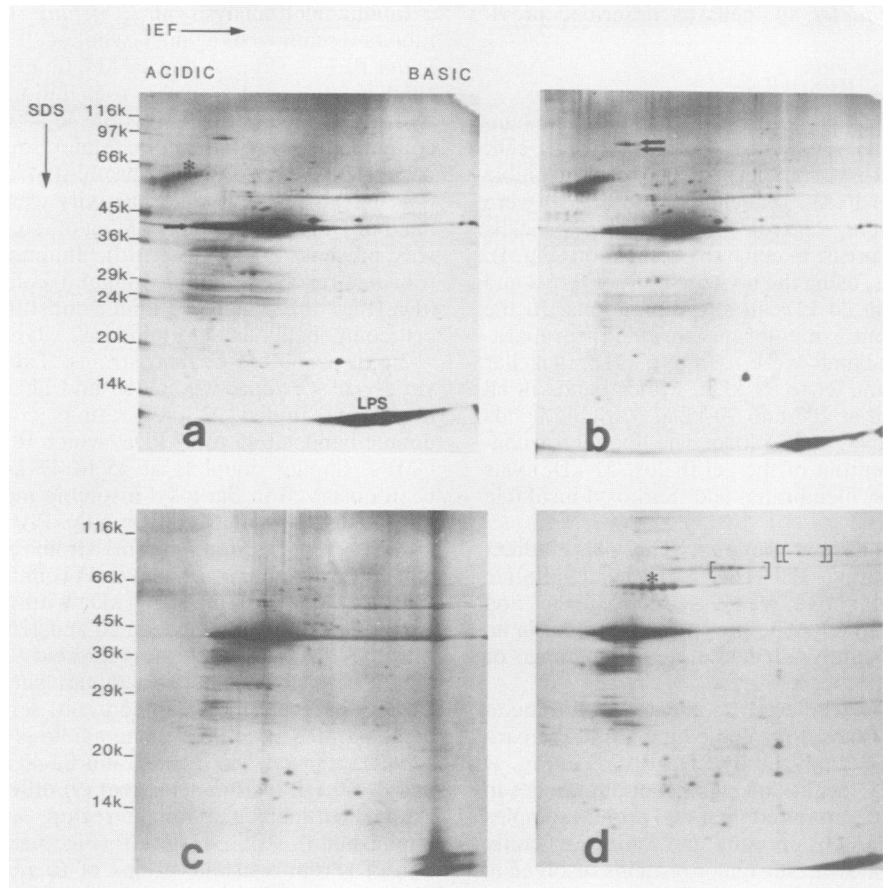 IEF
ACIDIC BASIC
SDS
116k
97k
66k
45k
36k
29k
24k
20k
14k
*
LPS
a
b
116k
66k
45k
36k
29k
20k
14k
c
*
[ ] [[ ]]
d